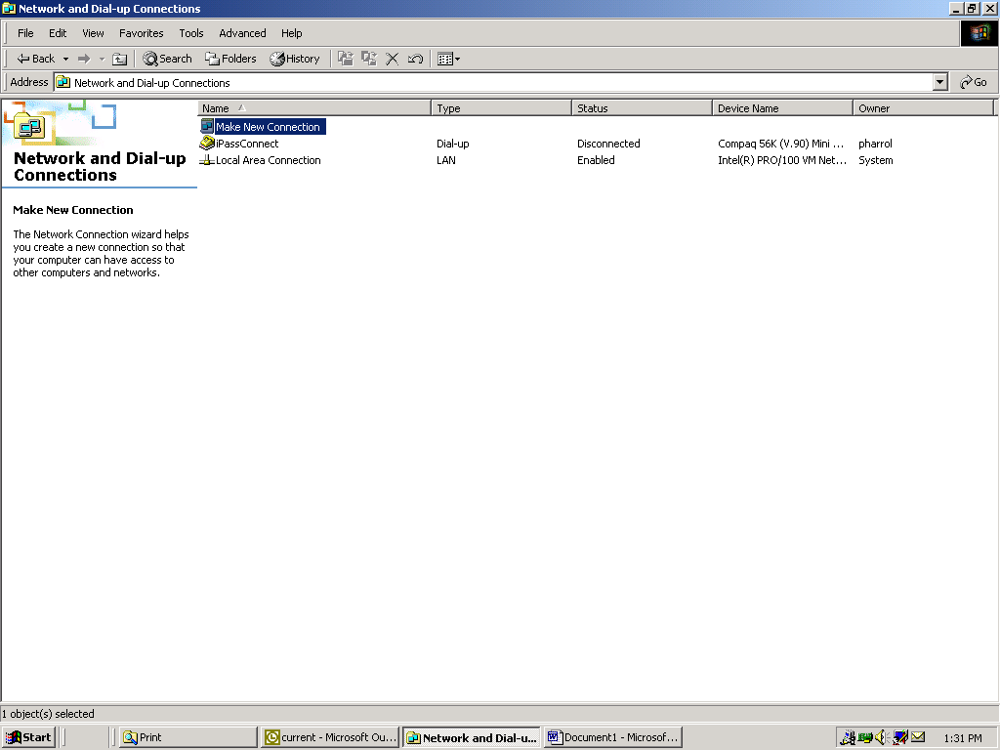 Network and Dial-up Connections
File Edit View Favorites Tools Advanced Help
Back Search Folders History
Address Network and Dial-up Connections Go
Name Type Status Device Name Owner
Make New Connection
iPassConnect Dial-up Disconnected Compaq 56K (V.90) Mini ... pharrol
Local Area Connection LAN Enabled Intel(R) PRO/100 VM Net... System
Network and Dial-up
Connections
Make New Connection
The Network Connection wizard helps
you create a new connection so that
your computer can have access to
other computers and networks.
1 object(s) selected
Start Print current - Microsoft Ou... Network and Dial-u... Document1 - Microsof... 1:31 PM